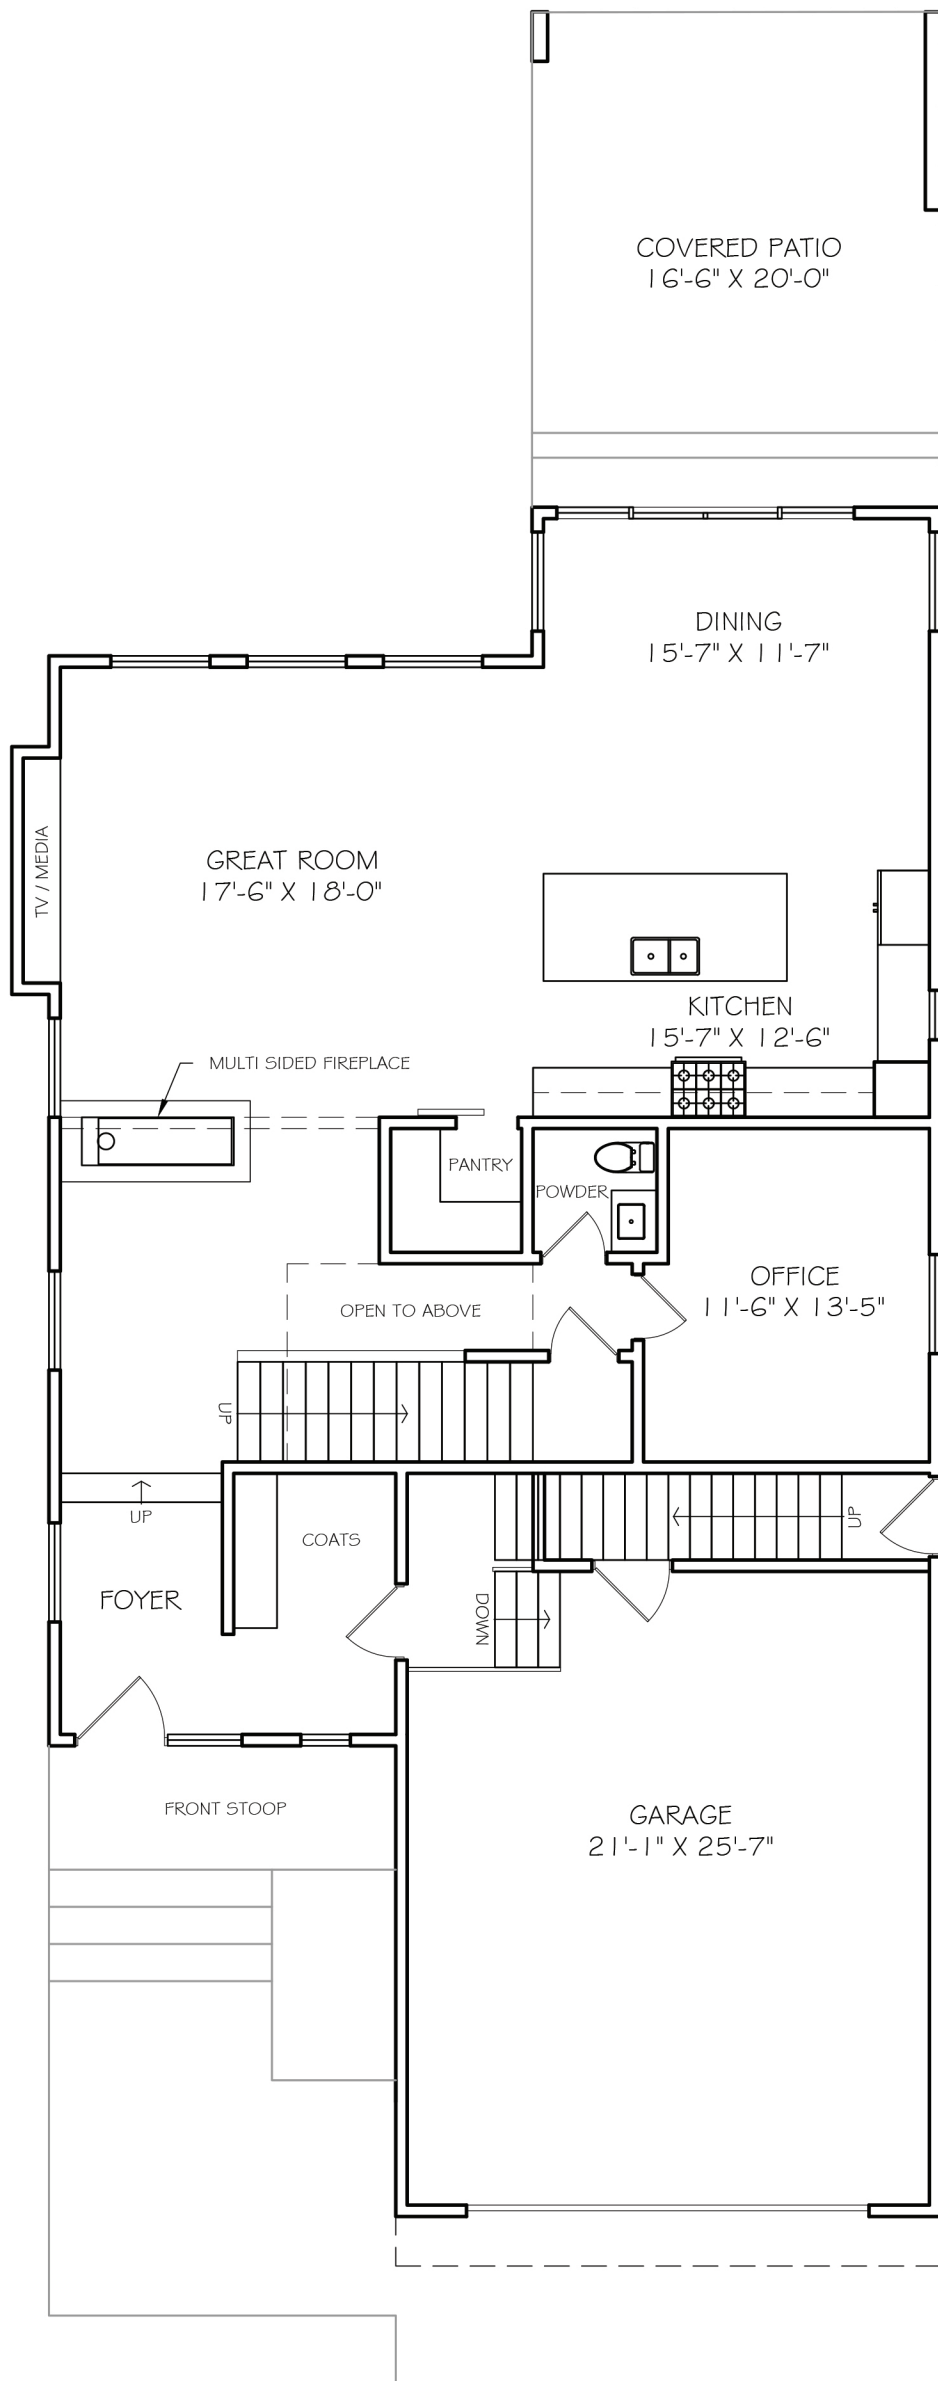 COVERED PATIO
16'-6" X 20'-0"
DINING
15'-7" X 11'-7"
TV / MEDIA
GREAT ROOM
17'-6" X 18'-0"
KITCHEN
15'-7" X 12'-6"
MULTI SIDED FIREPLACE
PANTRY
POWDER
OFFICE
11'-6" X 13'-5"
OPEN TO ABOVE
UP
UP
UP
COATS
FOYER
DOWN
FRONT STOOP
GARAGE
21'-1" X 25'-7"